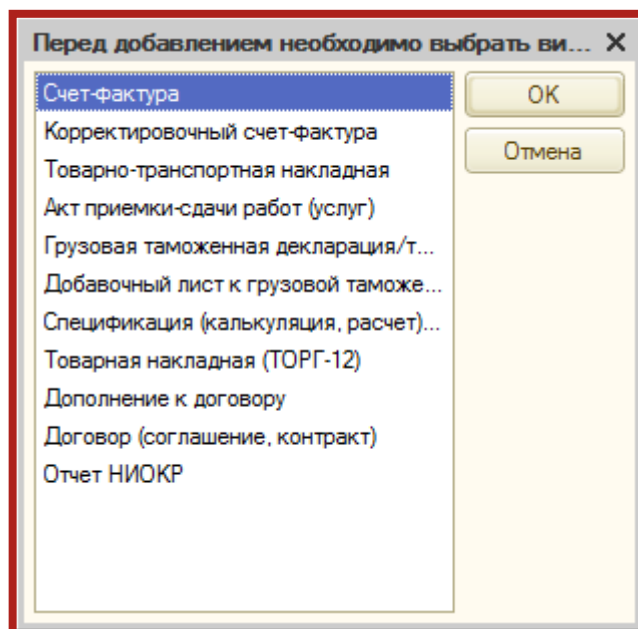 Перед добавлением необходимо выбрать ви...
Счет-фактура
OK
Корректировочный счет-фактура
Отмена
Товарно-транспортная накладная
Акт приемки-сдачи работ (услуг)
Грузовая таможенная декларация/т...
Добавочный лист к грузовой таможе...
Спецификация (калькуляция, расчет)...
Товарная накладная (ТОРГ-12)
Дополнение к договору
Договор (соглашение, контракт)
Отчет НИОКР